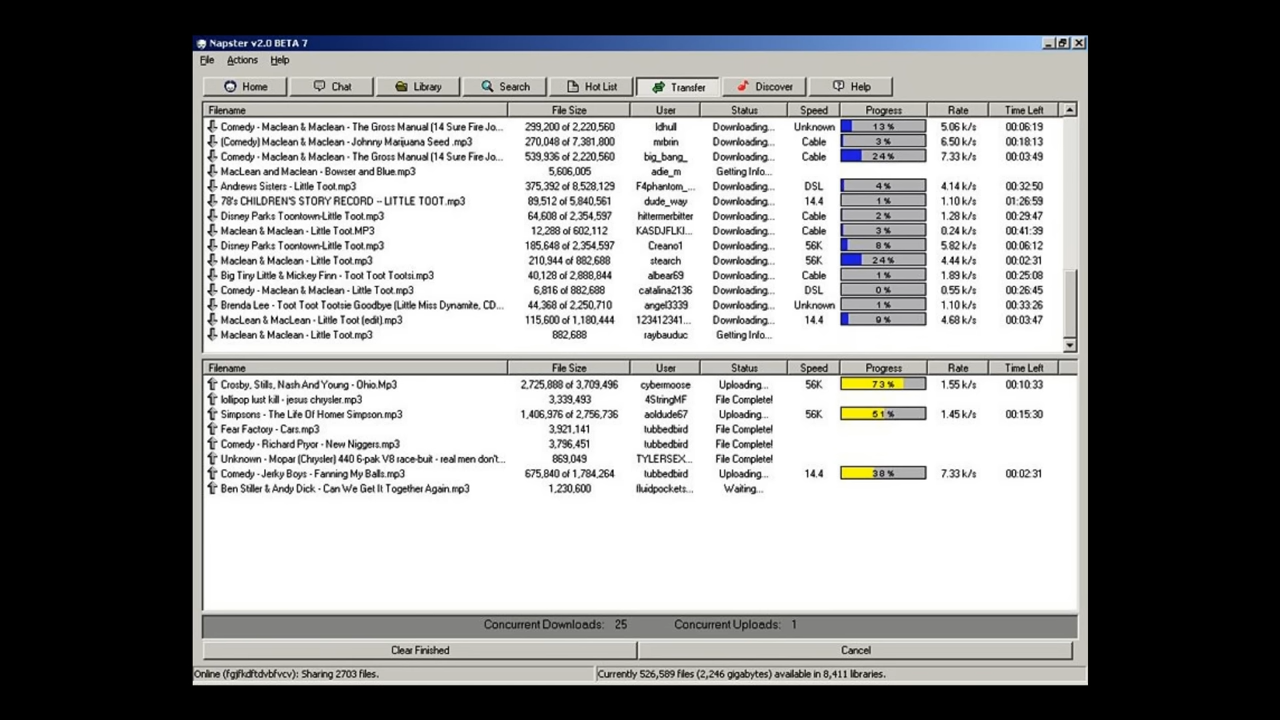 Napster v2.0 BETA 7
File Actions Help
Home Chat Library Search Hot List Transfer Discover Help
Filename File Size User Status Speed Progress Rate Time Left
Comedy - Maclean & Maclean - The Gross Manual (14 Sure Fire Jo... 299,200 of 2,220,560 ldhull Downloading... Unknown 13% 5.06 k/s 00:06:19
(Comedy) Maclean & Maclean - Johnny Marijuana Seed .mp3 270,048 of 7,381,800 mrbrin Downloading... Cable 3% 6.50 k/s 00:18:13
Comedy - Maclean & Maclean - The Gross Manual (14 Sure Fire Jo... 539,936 of 2,220,560 big_bang_ Downloading... Cable 24% 7.33 k/s 00:03:49
MacLean and MacLean - Bowser and Blue.mp3 5,606,005 adie_m Getting Info...
Andrews Sisters - Little Toot.mp3 375,392 of 8,528,129 F4phantom_... Downloading... DSL 4% 4.14 k/s 00:32:50
78's CHILDREN'S STORY RECORD -- LITTLE TOOT.mp3 89,512 of 5,840,561 dude_way Downloading... 14.4 1% 1.10 k/s 01:26:59
Disney Parks Toontown-Little Toot.mp3 64,608 of 2,354,597 hittermerbitter Downloading... Cable 2% 1.28 k/s 00:29:47
Maclean & Maclean - Little Toot.MP3 12,288 of 602,112 KASDJFLKI... Downloading... Cable 3% 0.24 k/s 00:41:39
Disney Parks Toontown-Little Toot.mp3 185,648 of 2,354,597 Creano1 Downloading... 56K 8% 5.82 k/s 00:06:12
Maclean & Maclean - Little Toot.mp3 210,944 of 882,688 stearch Downloading... 56K 24% 4.44 k/s 00:02:31
Big Tiny Little & Mickey Finn - Toot Toot Tootsi.mp3 40,128 of 2,888,844 albear69 Downloading... Cable 1% 1.89 k/s 00:25:08
Comedy - Maclean & Maclean - Little Toot.mp3 6,816 of 882,688 catalina2136 Downloading... DSL 0% 0.55 k/s 00:26:45
Brenda Lee - Toot Toot Tootsie Goodbye (Little Miss Dynamite, CD... 44,368 of 2,250,710 angel3339 Downloading... Unknown 1% 1.10 k/s 00:33:26
MacLean & MacLean - Little Toot (edit).mp3 115,600 of 1,180,444 123412341... Downloading... 14.4 9% 4.68 k/s 00:03:47
Maclean & Maclean - Little Toot.mp3 882,688 raybauduc Getting Info...
Filename File Size User Status Speed Progress Rate Time Left
Crosby, Stills, Nash And Young - Ohio.Mp3 2,725,888 of 3,709,496 cybermoose Uploading... 56K 73% 1.55 k/s 00:10:33
lollipop lust kill - jesus chrysler.mp3 3,339,493 4StringMF File Complete!
Simpsons - The Life Of Homer Simpson.mp3 1,406,976 of 2,756,736 aoldude67 Uploading... 56K 51% 1.45 k/s 00:15:30
Fear Factory - Cars.mp3 3,921,141 tubbedbird File Complete!
Comedy - Richard Pryor - New Niggers.mp3 3,796,451 tubbedbird File Complete!
Unknown - Mopar (Chrysler) 440 6-pak V8 race-buit - real men don't... 869,049 TYLERSEX... File Complete!
Comedy - Jerky Boys - Fanning My Balls.mp3 675,840 of 1,784,264 tubbedbird Uploading... 14.4 38% 7.33 k/s 00:02:31
Ben Stiller & Andy Dick - Can We Get It Together Again.mp3 1,230,600 fluidpockets... Waiting...
Concurrent Downloads: 25 Concurrent Uploads: 1
Clear Finished Cancel
Online (fgjfkdftdvbfvcv): Sharing 2703 files. Currently 526,589 files (2,246 gigabytes) available in 8,411 libraries.